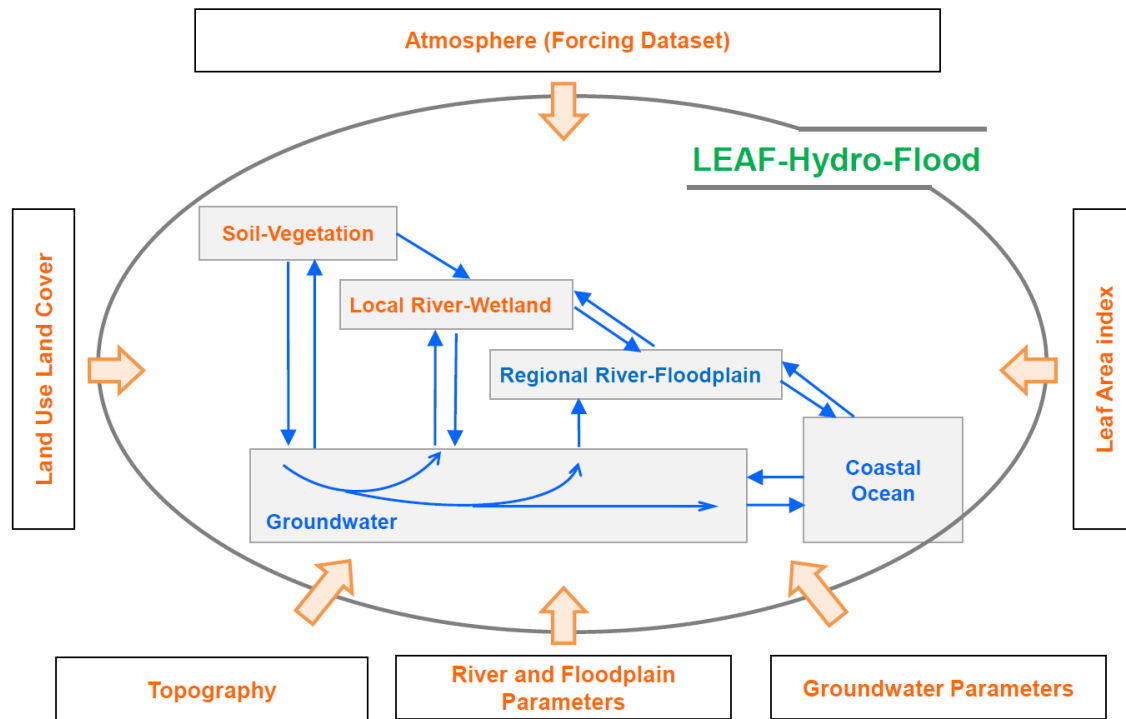 Atmosphere (Forcing Dataset)
LEAF-Hydro-Flood
Land Use Land Cover
Soil-Vegetation
Local River-Wetland
Regional River-Floodplain
Leaf Area index
Coastal
Ocean
Groundwater
Topography
River and Floodplain
Parameters
Groundwater Parameters